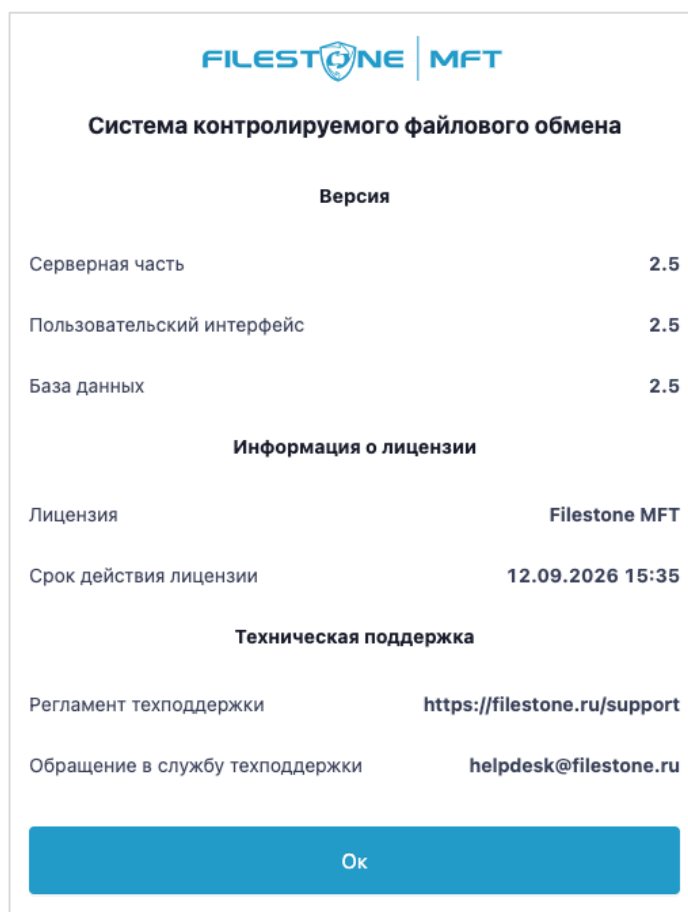 FILESTONE | MFT
Система контролируемого файлового обмена
Версия
Серверная часть 2.5
Пользовательский интерфейс 2.5
База данных 2.5
Информация о лицензии
Лицензия Filestone MFT
Срок действия лицензии 12.09.2026 15:35
Техническая поддержка
Регламент техподдержки https://filestone.ru/support
Обращение в службу техподдержки helpdesk@filestone.ru
Ок